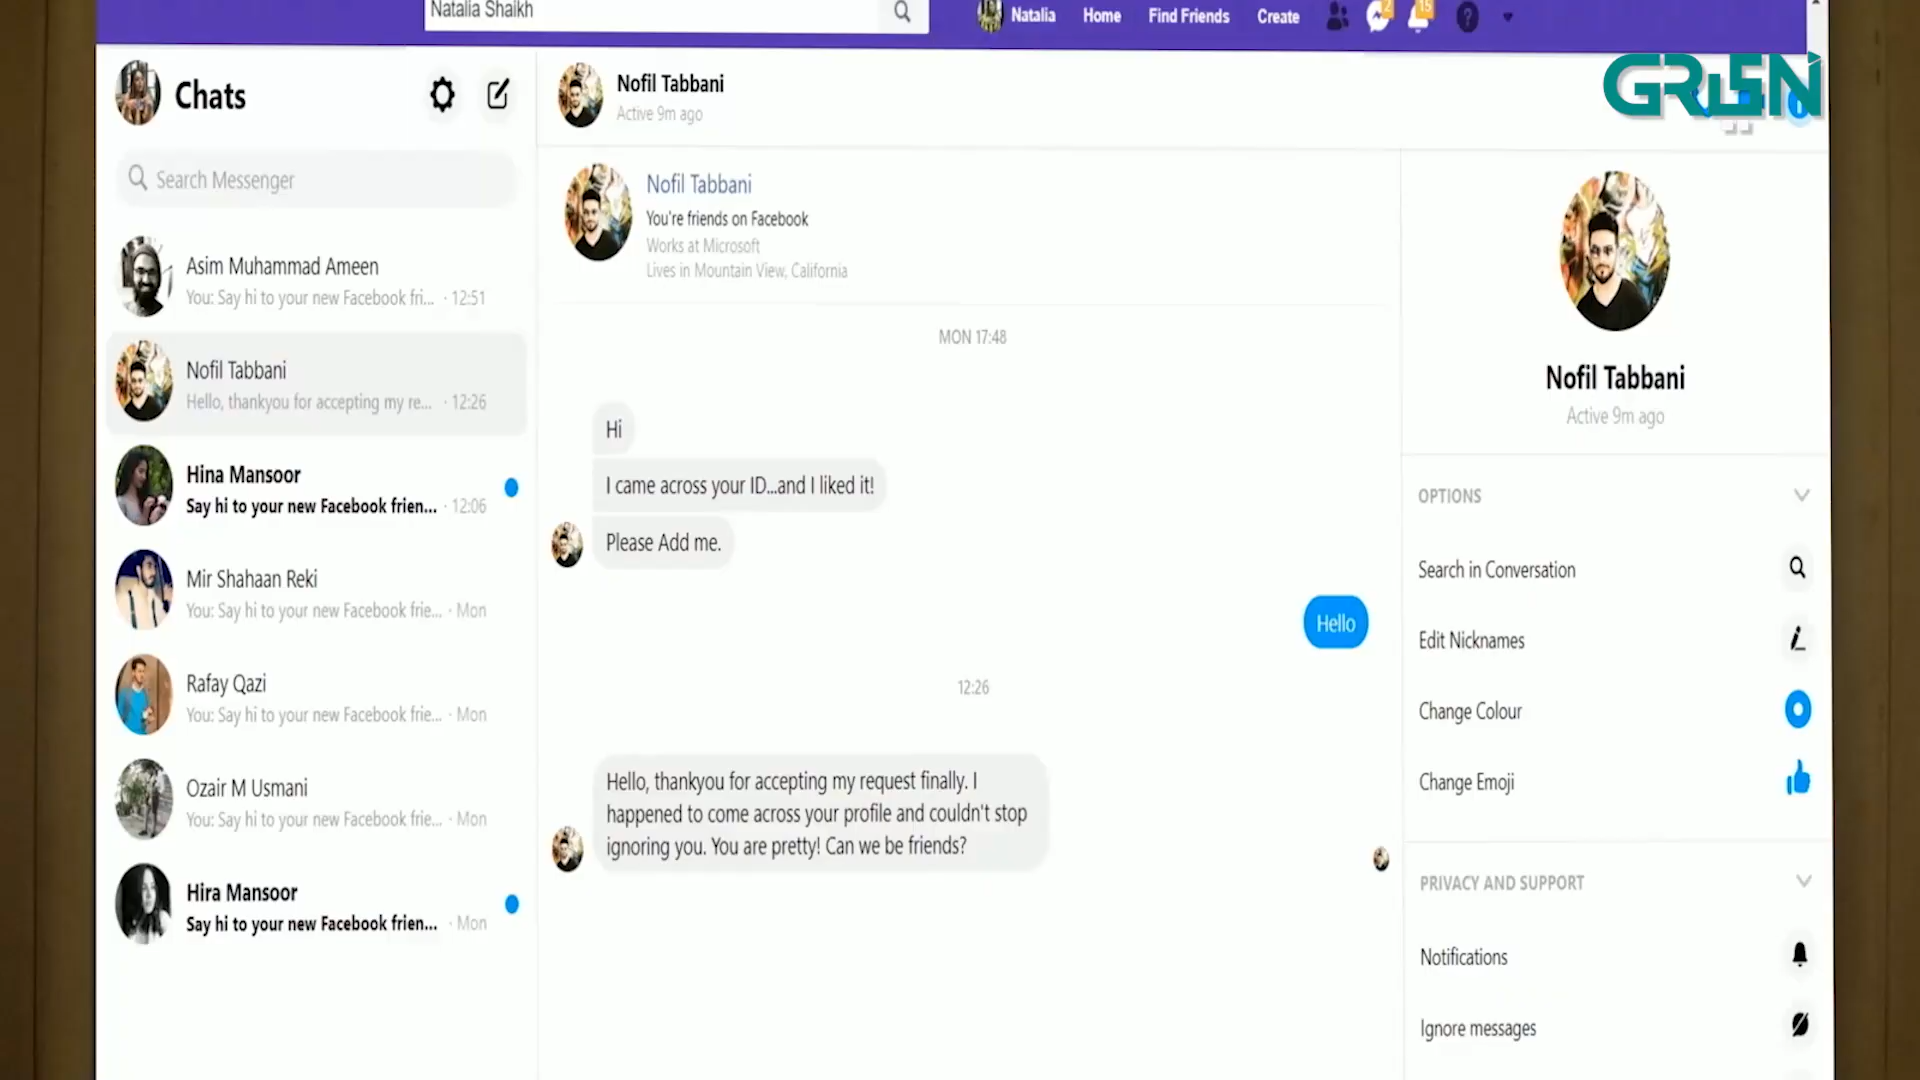 Natalia Shaikh
Natalia
Home
Find Friends
Create
2
15
?
GREEN
Chats
Search Messenger
Asim Muhammad Ameen
You: Say hi to your new Facebook fri... · 12:51
Nofil Tabbani
Hello, thankyou for accepting my re... · 12:26
Hina Mansoor
Say hi to your new Facebook frien... · 12:06
Mir Shahaan Reki
You: Say hi to your new Facebook frie... · Mon
Rafay Qazi
You: Say hi to your new Facebook frie... · Mon
Ozair M Usmani
You: Say hi to your new Facebook frie... · Mon
Hira Mansoor
Say hi to your new Facebook frien... · Mon
Nofil Tabbani
Active 9m ago
Nofil Tabbani
You're friends on Facebook
Works at Microsoft
Lives in Mountain View, California
MON 17:48
Hi
I came across your ID...and I liked it!
Please Add me.
Hello
12:26
Hello, thankyou for accepting my request finally. I
happened to come across your profile and couldn't stop
ignoring you. You are pretty! Can we be friends?
Nofil Tabbani
Active 9m ago
OPTIONS
Search in Conversation
Edit Nicknames
Change Colour
Change Emoji
PRIVACY AND SUPPORT
Notifications
Ignore messages